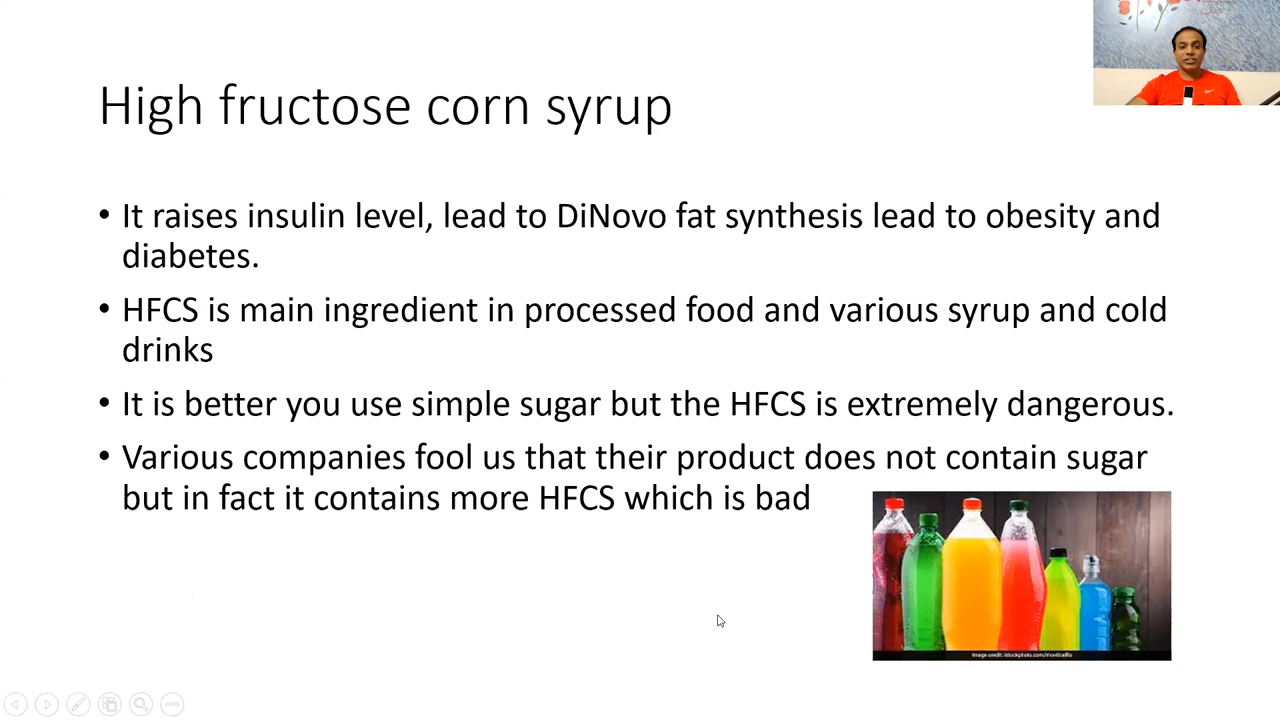 High fructose corn syrup
• It raises insulin level, lead to DiNovo fat synthesis lead to obesity and
diabetes.
• HFCS is main ingredient in processed food and various syrup and cold
drinks
• It is better you use simple sugar but the HFCS is extremely dangerous.
• Various companies fool us that their product does not contain sugar
but in fact it contains more HFCS which is bad